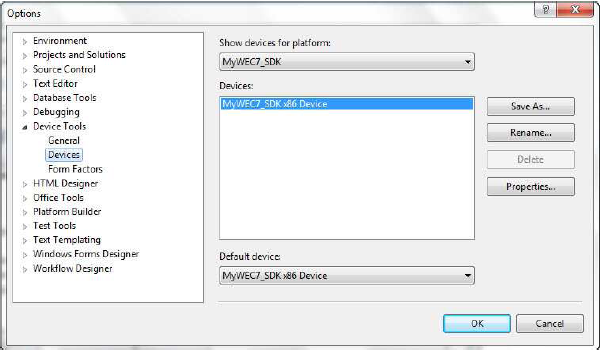 Options
Environment
Projects and Solutions
Source Control
Text Editor
Database Tools
Debugging
Device Tools
General
Devices
Form Factors
HTML Designer
Office Tools
Platform Builder
Test Tools
Text Templating
Windows Forms Designer
Workflow Designer
Show devices for platform:
MyWEC7_SDK
Devices:
MyWEC7_SDK x86 Device
Save As...
Rename...
Delete
Properties...
Default device:
MyWEC7_SDK x86 Device
OK
Cancel